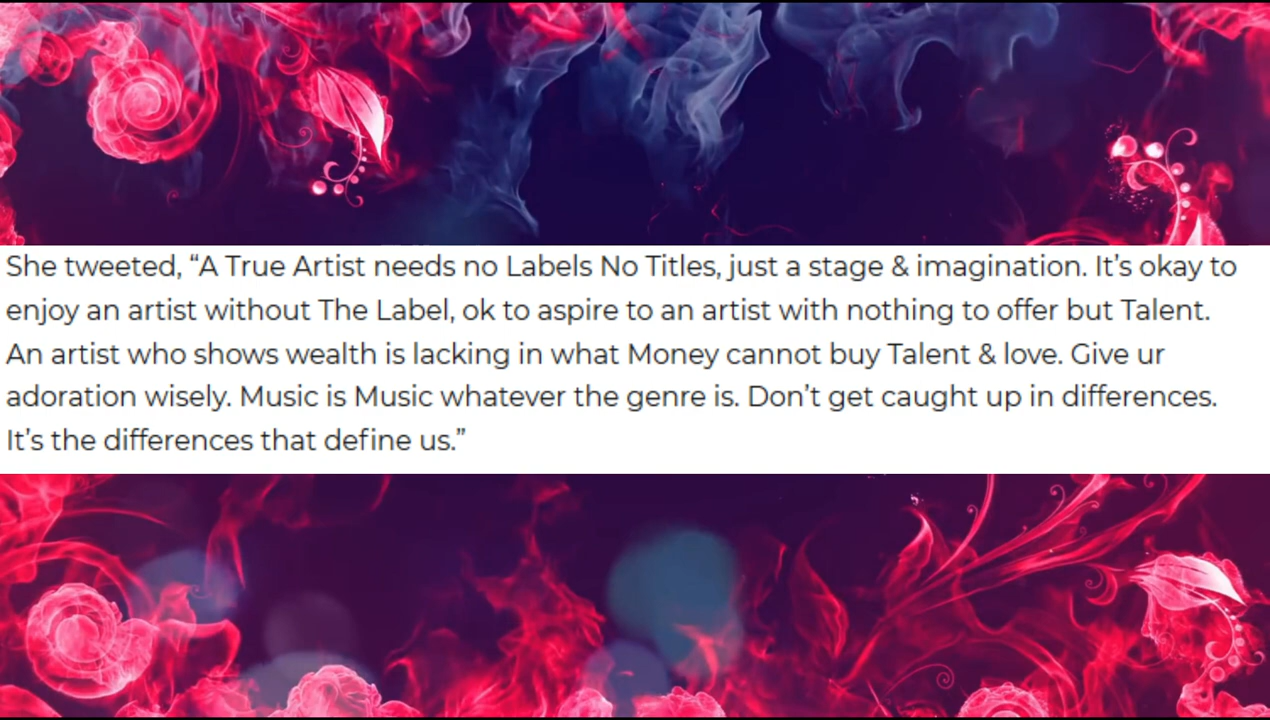 She tweeted, “A True Artist needs no Labels No Titles, just a stage & imagination. It’s okay to
enjoy an artist without The Label, ok to aspire to an artist with nothing to offer but Talent.
An artist who shows wealth is lacking in what Money cannot buy Talent & love. Give ur
adoration wisely. Music is Music whatever the genre is. Don’t get caught up in differences.
It’s the differences that define us.”